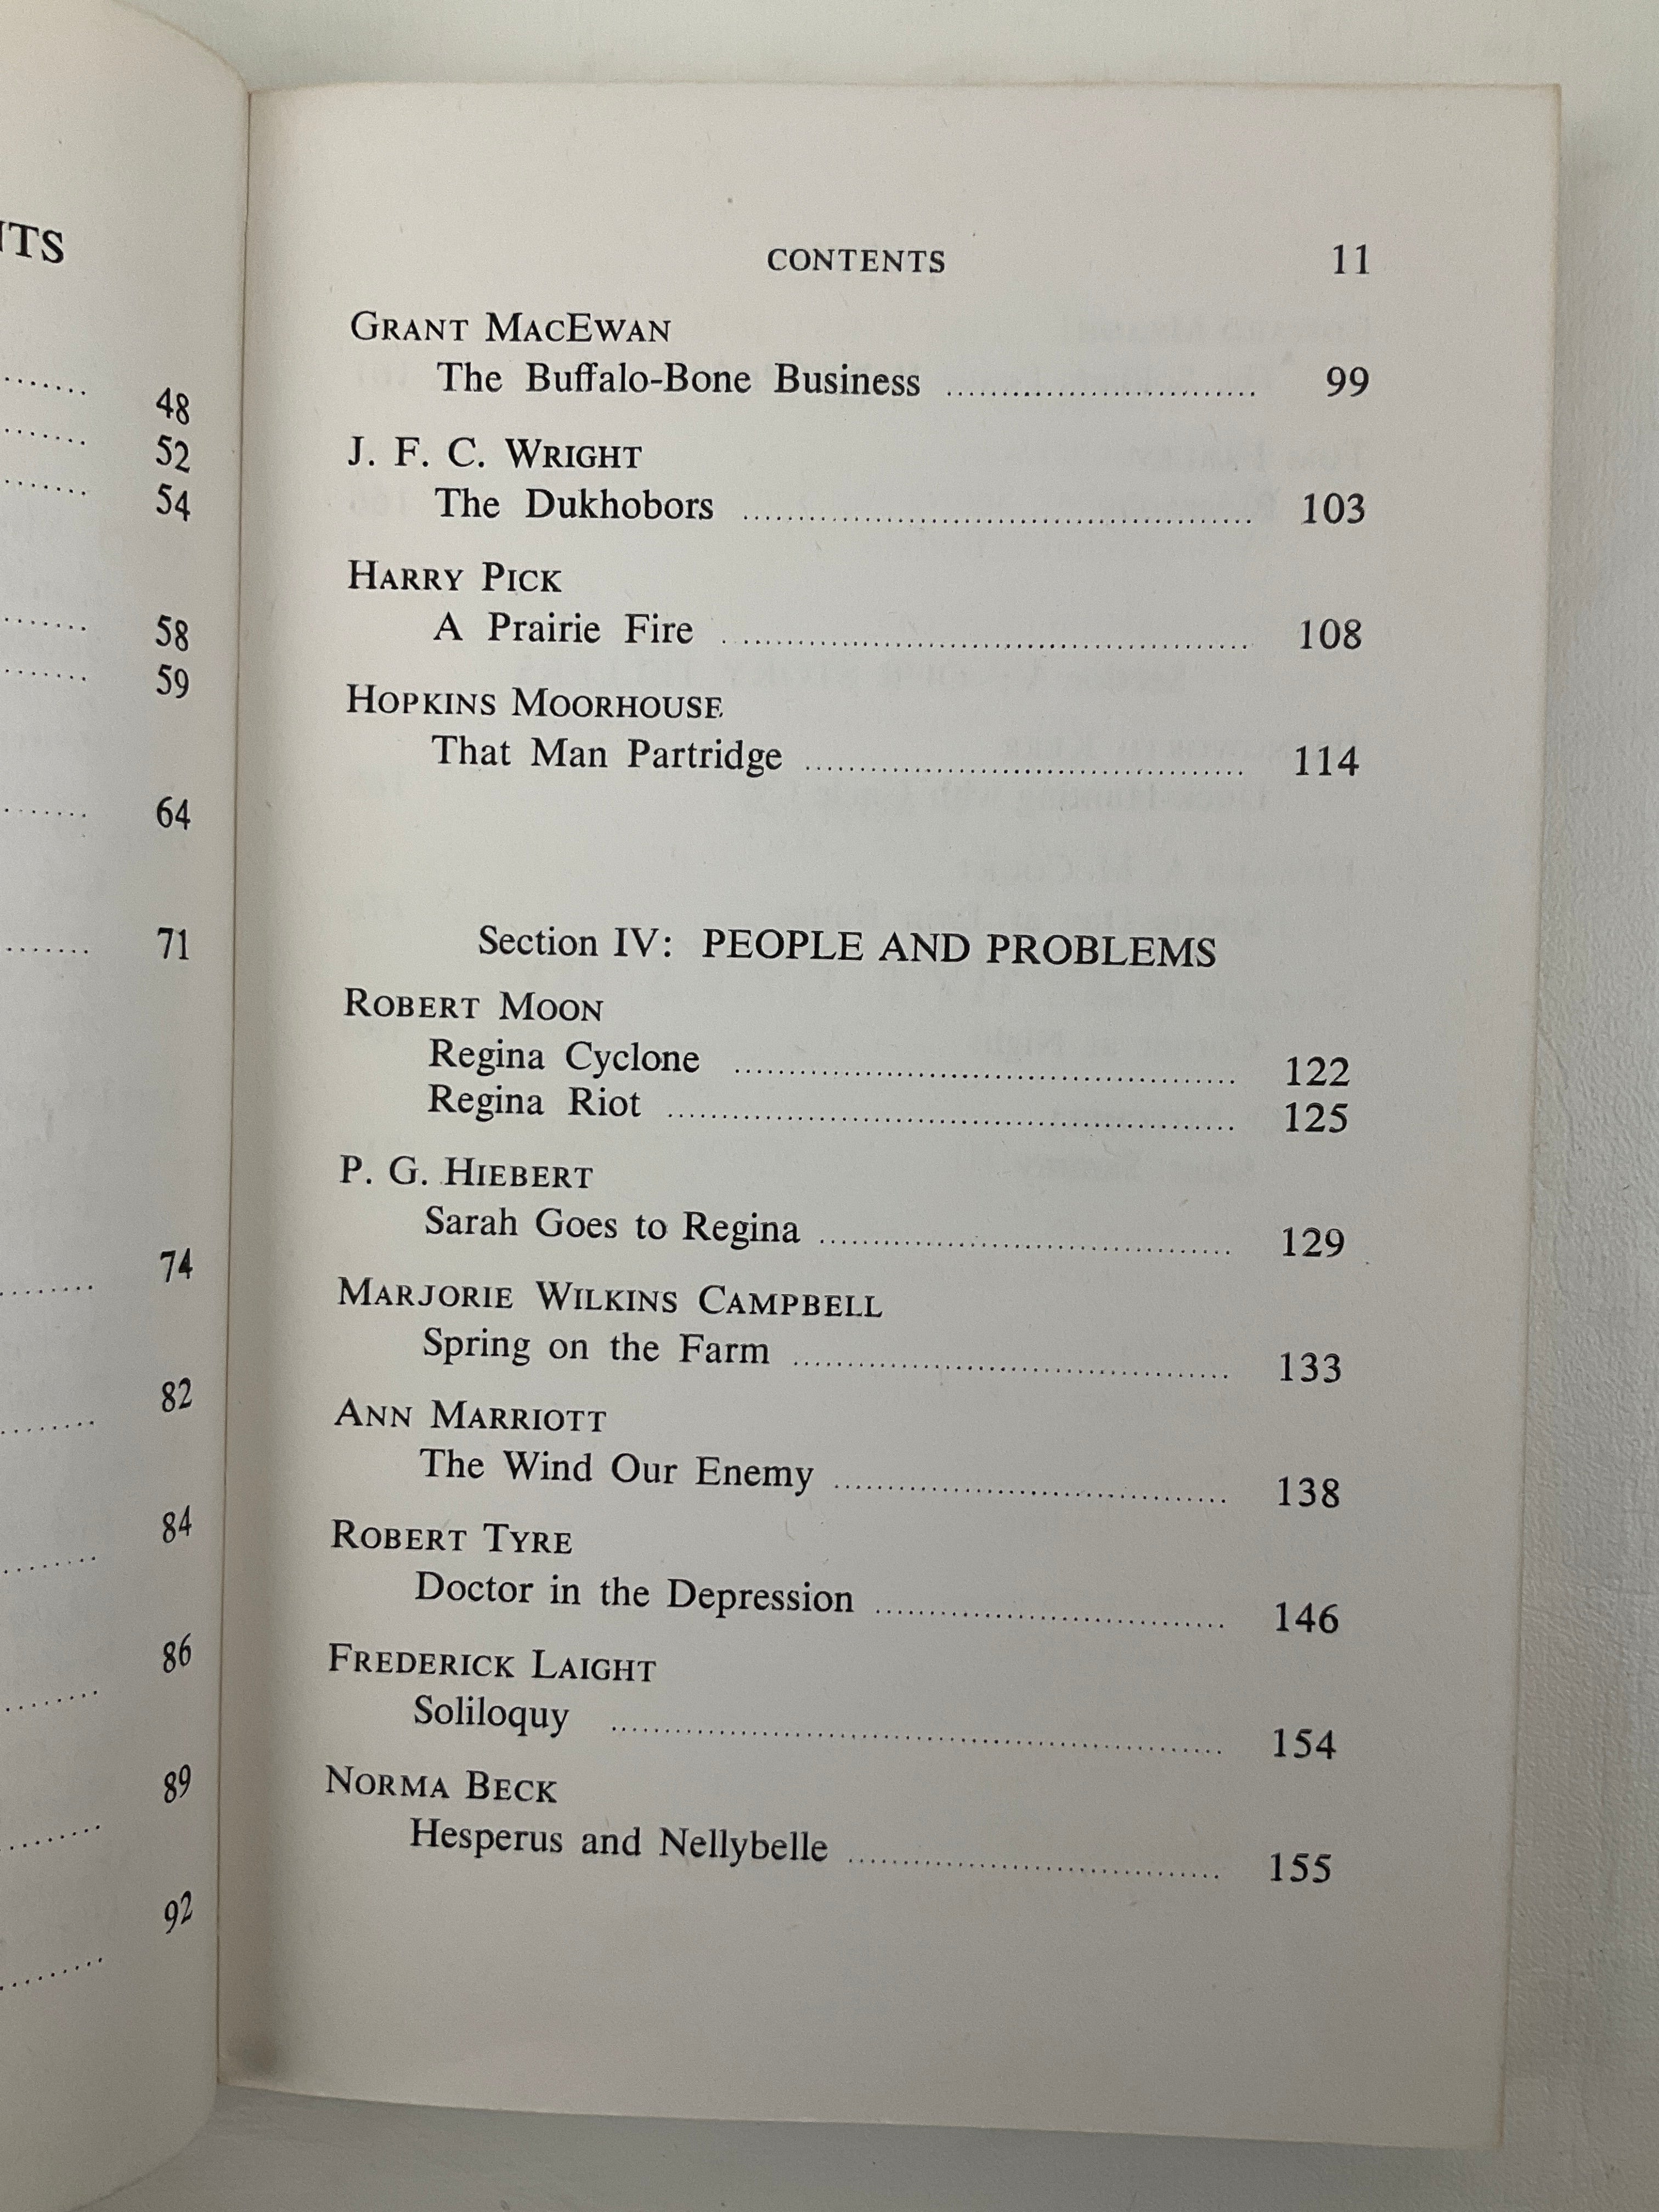 NTS
48
52
54
58
59
64
71
74
82
84
86
89
92
CONTENTS 11
GRANT MACEWAN
The Buffalo-Bone Business 99
J. F. C. WRIGHT
The Dukhobors 103
HARRY PICK
A Prairie Fire 108
HOPKINS MOORHOUSE
That Man Partridge 114
Section IV: PEOPLE AND PROBLEMS
ROBERT MOON
Regina Cyclone 122
Regina Riot 125
P. G. HIEBERT
Sarah Goes to Regina 129
MARJORIE WILKINS CAMPBELL
Spring on the Farm 133
ANN MARRIOTT
The Wind Our Enemy 138
ROBERT TYRE
Doctor in the Depression 146
FREDERICK LAIGHT
Soliloquy 154
NORMA BECK
Hesperus and Nellybelle 155